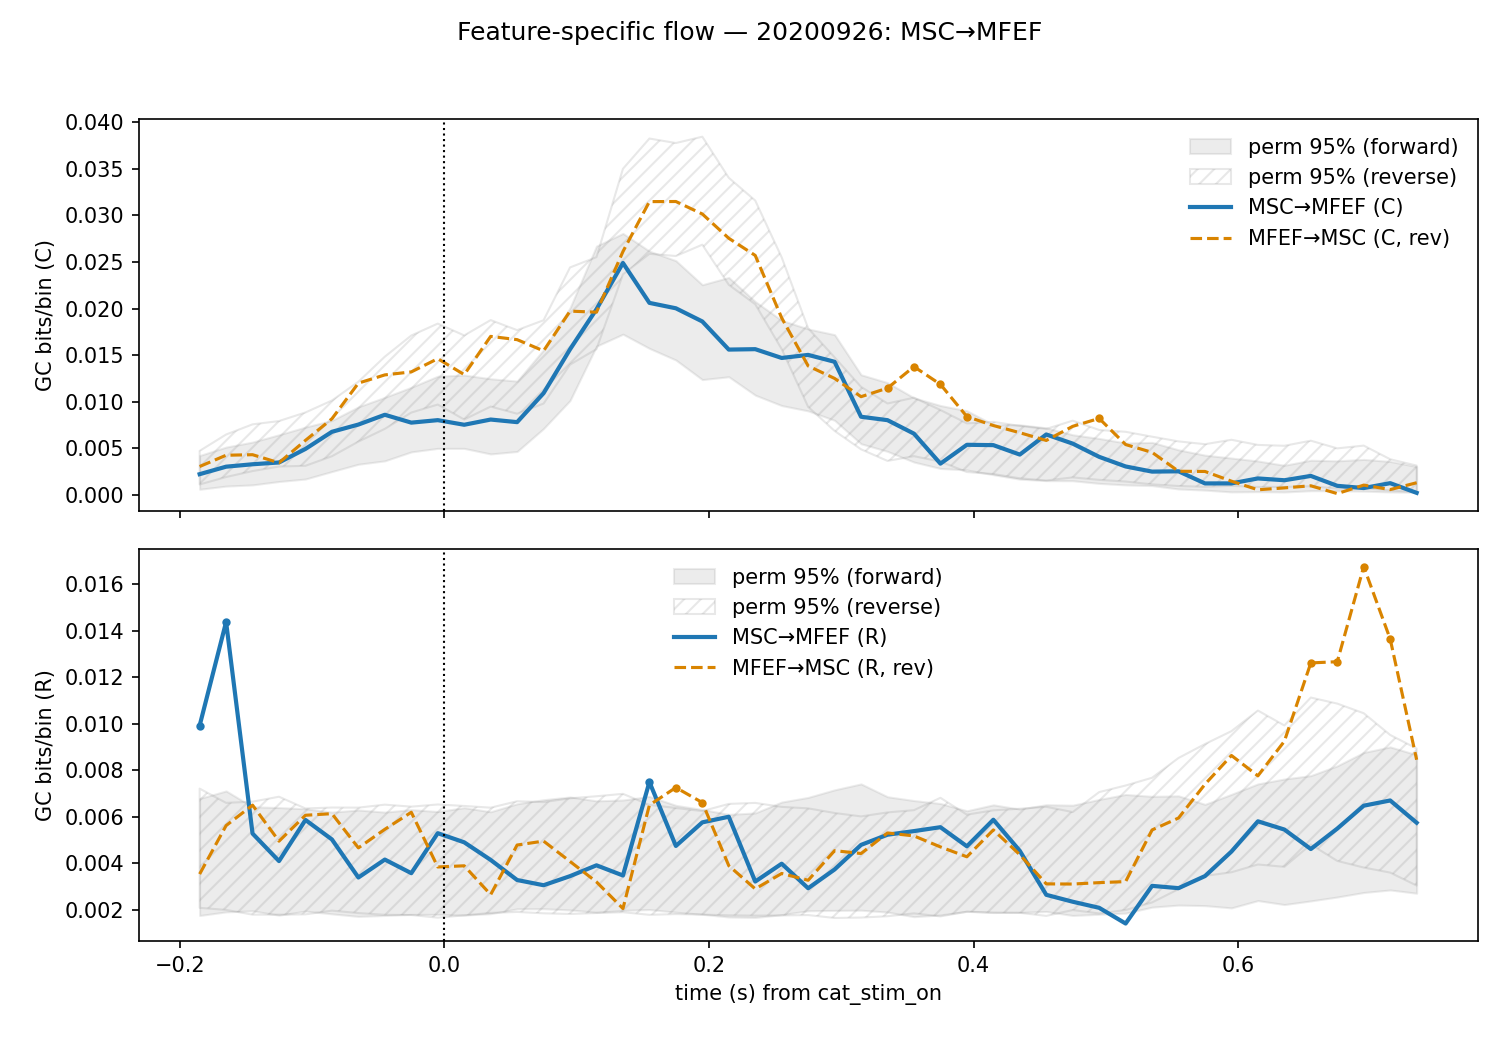 Feature-specific flow — 20200926: MSC→MFEF
GC bits/bin (C)
0.040
0.035
0.030
0.025
0.020
0.015
0.010
0.005
0.000
perm 95% (forward)
perm 95% (reverse)
MSC→MFEF (C)
MFEF→MSC (C, rev)
GC bits/bin (R)
0.016
0.014
0.012
0.010
0.008
0.006
0.004
0.002
perm 95% (forward)
perm 95% (reverse)
MSC→MFEF (R)
MFEF→MSC (R, rev)
−0.2 0.0 0.2 0.4 0.6
time (s) from cat_stim_on